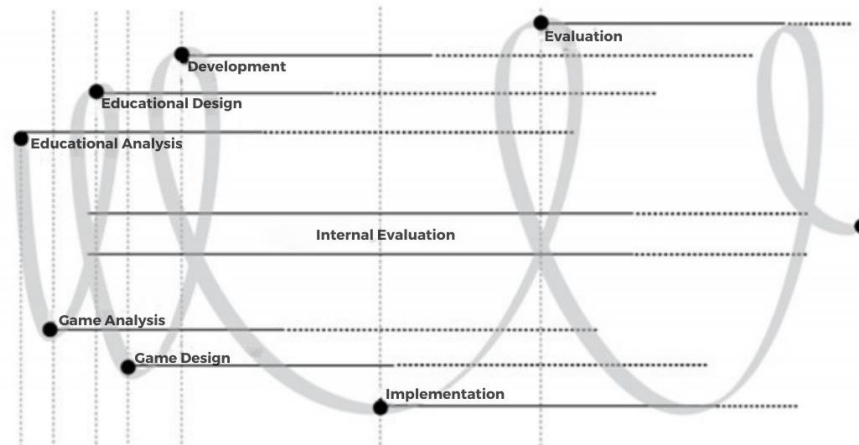 Evaluation
Development
Educational Design
Educational Analysis
Internal Evaluation
Game Analysis
Game Design
Implementation